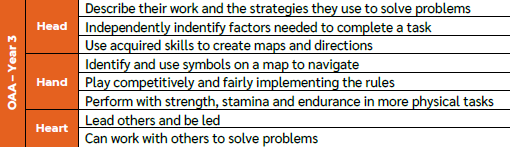 OAA – Year 3
Head
Describe their work and the strategies they use to solve problems
Independently indentify factors needed to complete a task
Use acquired skills to create maps and directions
Hand
Identify and use symbols on a map to navigate
Play competitively and fairly implementing the rules
Perform with strength, stamina and endurance in more physical tasks
Heart
Lead others and be led
Can work with others to solve problems